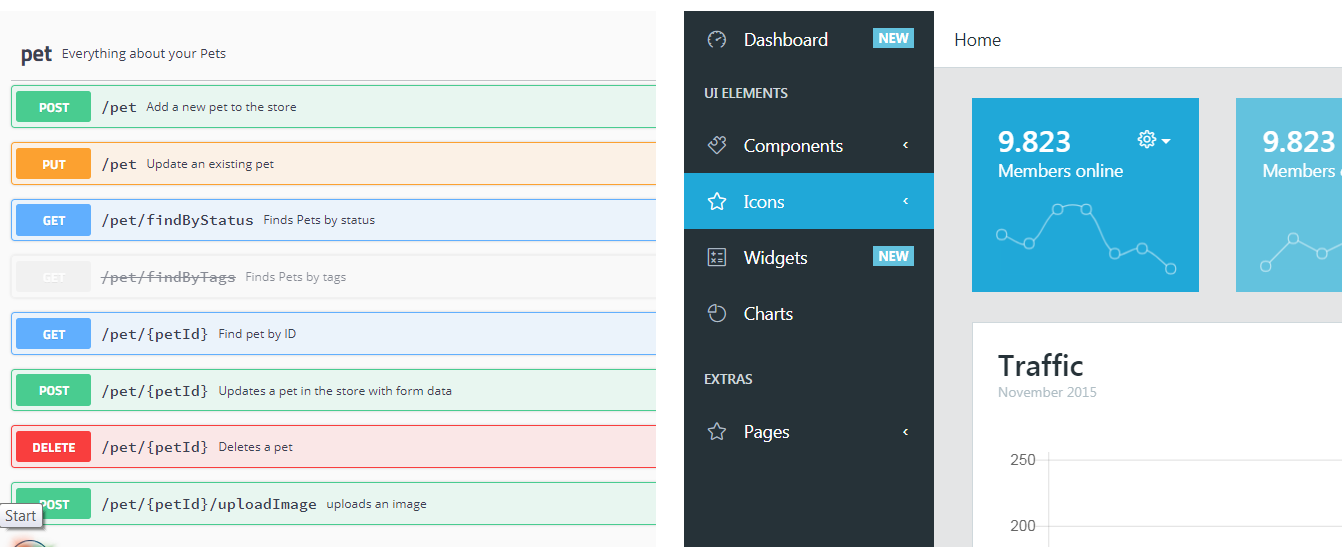 pet Everything about your Pets
POST /pet Add a new pet to the store
PUT /pet Update an existing pet
GET /pet/findByStatus Finds Pets by status
GET /pet/findByTags Finds Pets by tags
GET /pet/{petId} Find pet by ID
POST /pet/{petId} Updates a pet in the store with form data
DELETE /pet/{petId} Deletes a pet
POST /pet/{petId}/uploadImage uploads an image
Start
Dashboard NEW
UI ELEMENTS
Components
Icons
Widgets NEW
Charts
EXTRAS
Pages
Home
9.823
Members online
9.823
Members
Traffic
November 2015
250
200